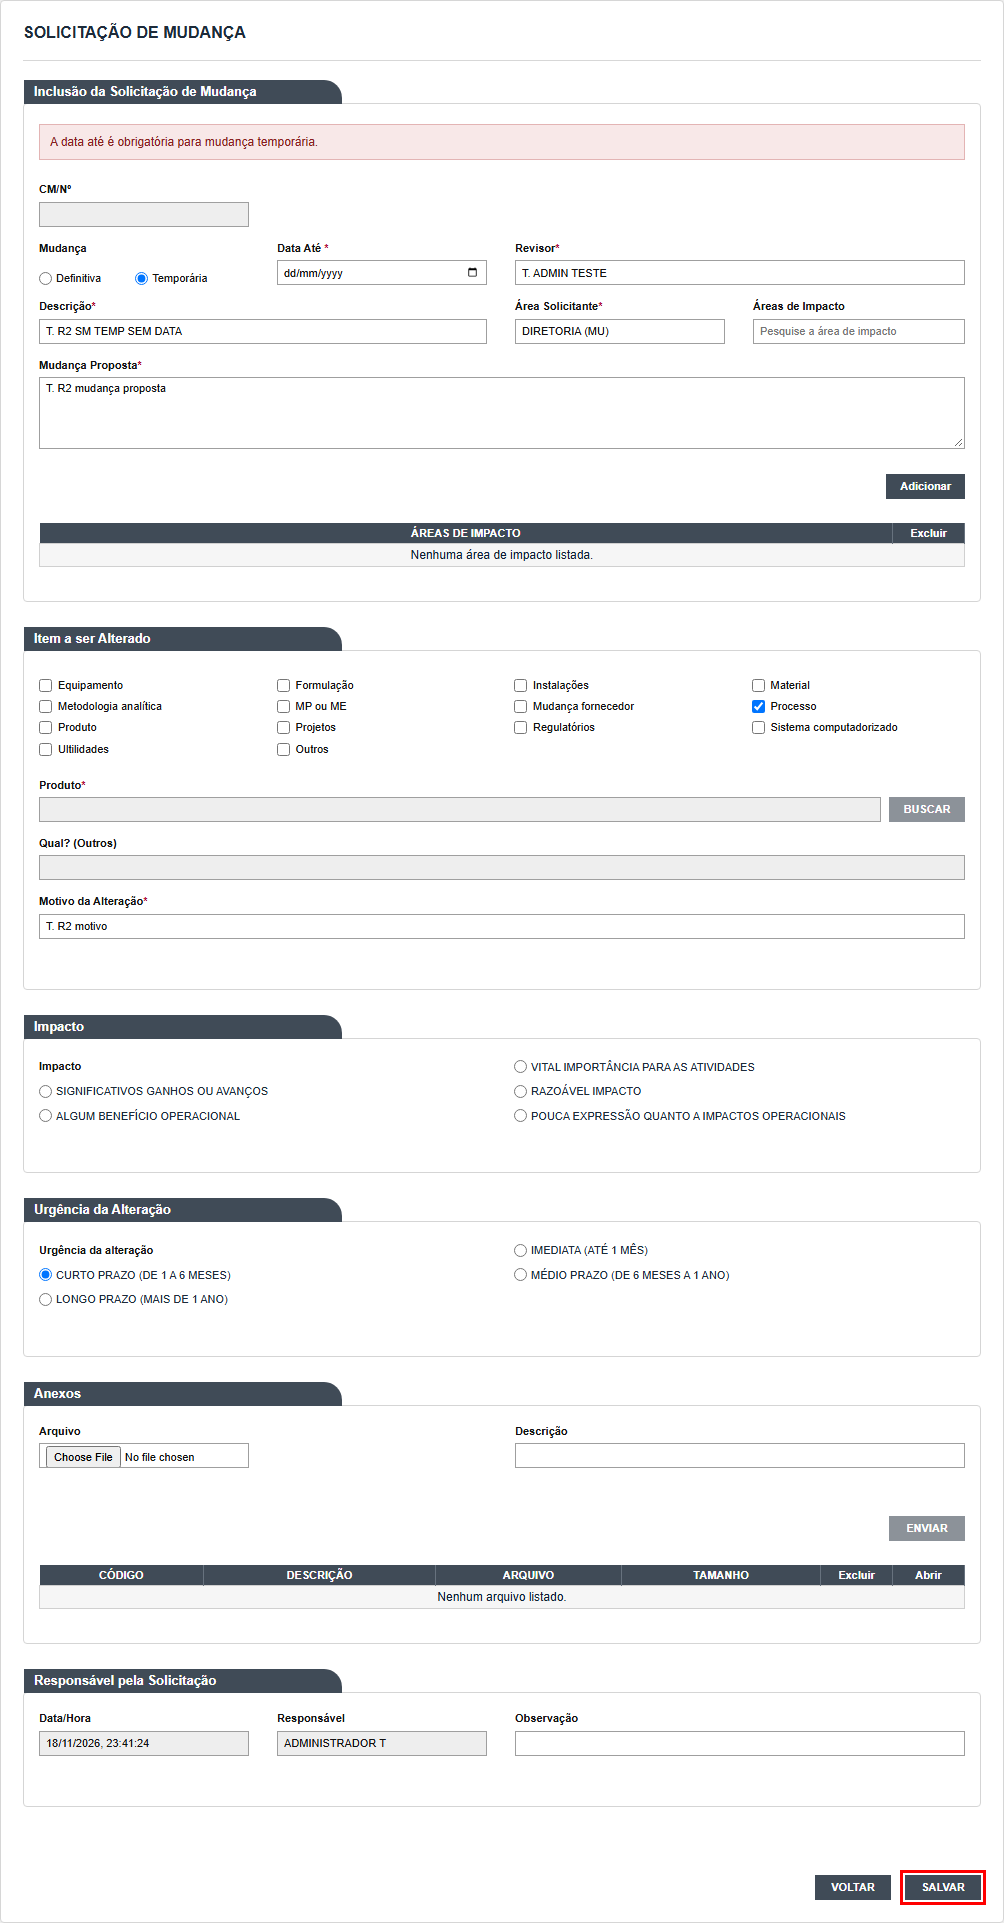 SOLICITAÇÃO DE MUDANÇA
Inclusão da Solicitação de Mudança
A data até é obrigatória para mudança temporária.
CM/Nº
Mudança
Data Até *
Revisor*
Definitiva
Temporária
dd/mm/yyyy
T. ADMIN TESTE
Descrição*
Área Solicitante*
Áreas de Impacto
T. R2 SM TEMP SEM DATA
DIRETORIA (MU)
Pesquise a área de impacto
Mudança Proposta*
T. R2 mudança proposta
Adicionar
ÁREAS DE IMPACTO Excluir
Nenhuma área de impacto listada.
Item a ser Alterado
Equipamento Formulação Instalações Material
Metodologia analítica MP ou ME Mudança fornecedor Processo
Produto Projetos Regulatórios Sistema computadorizado
Ultilidades Outros
Produto*
BUSCAR
Qual? (Outros)
Motivo da Alteração*
T. R2 motivo
Impacto
Impacto VITAL IMPORTÂNCIA PARA AS ATIVIDADES
SIGNIFICATIVOS GANHOS OU AVANÇOS RAZOÁVEL IMPACTO
ALGUM BENEFÍCIO OPERACIONAL POUCA EXPRESSÃO QUANTO A IMPACTOS OPERACIONAIS
Urgência da Alteração
Urgência da alteração IMEDIATA (ATÉ 1 MÊS)
CURTO PRAZO (DE 1 A 6 MESES) MÉDIO PRAZO (DE 6 MESES A 1 ANO)
LONGO PRAZO (MAIS DE 1 ANO)
Anexos
Arquivo Descrição
Choose File No file chosen
ENVIAR
CÓDIGO DESCRIÇÃO ARQUIVO TAMANHO Excluir Abrir
Nenhum arquivo listado.
Responsável pela Solicitação
Data/Hora Responsável Observação
18/11/2026, 23:41:24 ADMINISTRADOR T
VOLTAR SALVAR